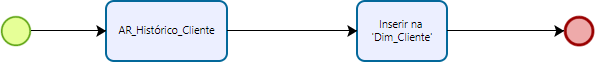 AR_Histórico_Cliente
Inserir na
'Dim_Cliente'